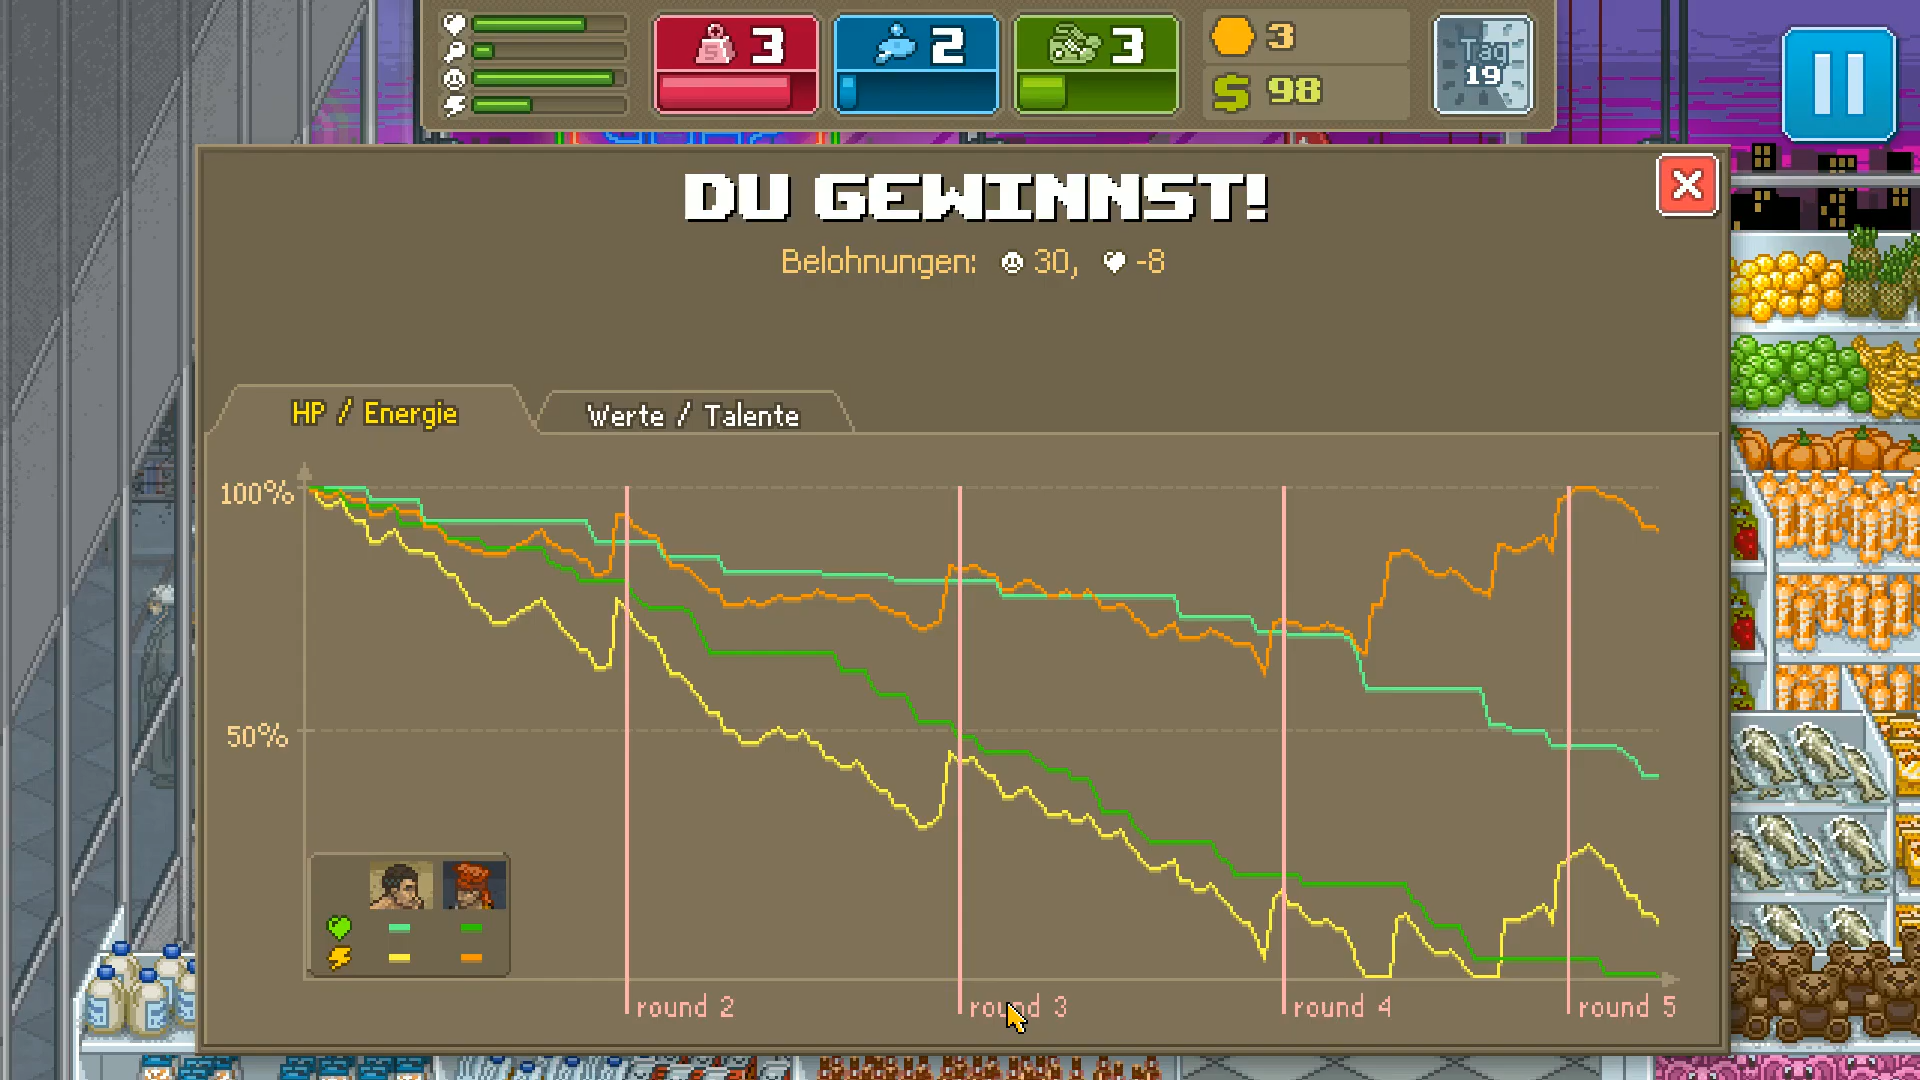 3
2
3
3
98
Tag
19
DU GEWINNST!
Belohnungen: 30, -8
HP / Energie
Werte / Talente
100%
50%
round 2
round 3
round 4
round 5